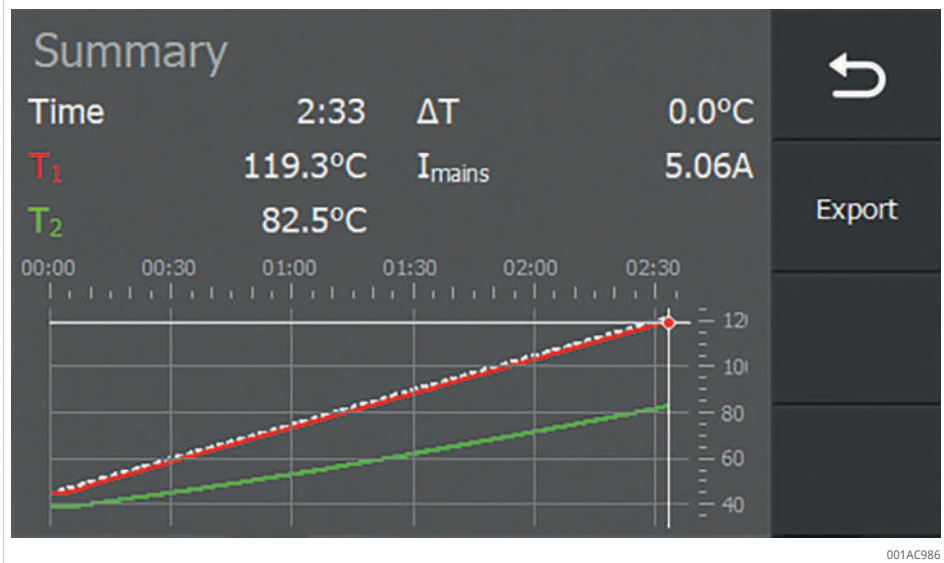 Summary
Time 2:33 ΔT 0.0°C
T1 119.3°C Imains 5.06A
Export
T2 82.5°C
00:00 00:30 01:00 01:30 02:00 02:30
80
60
40
001AC986